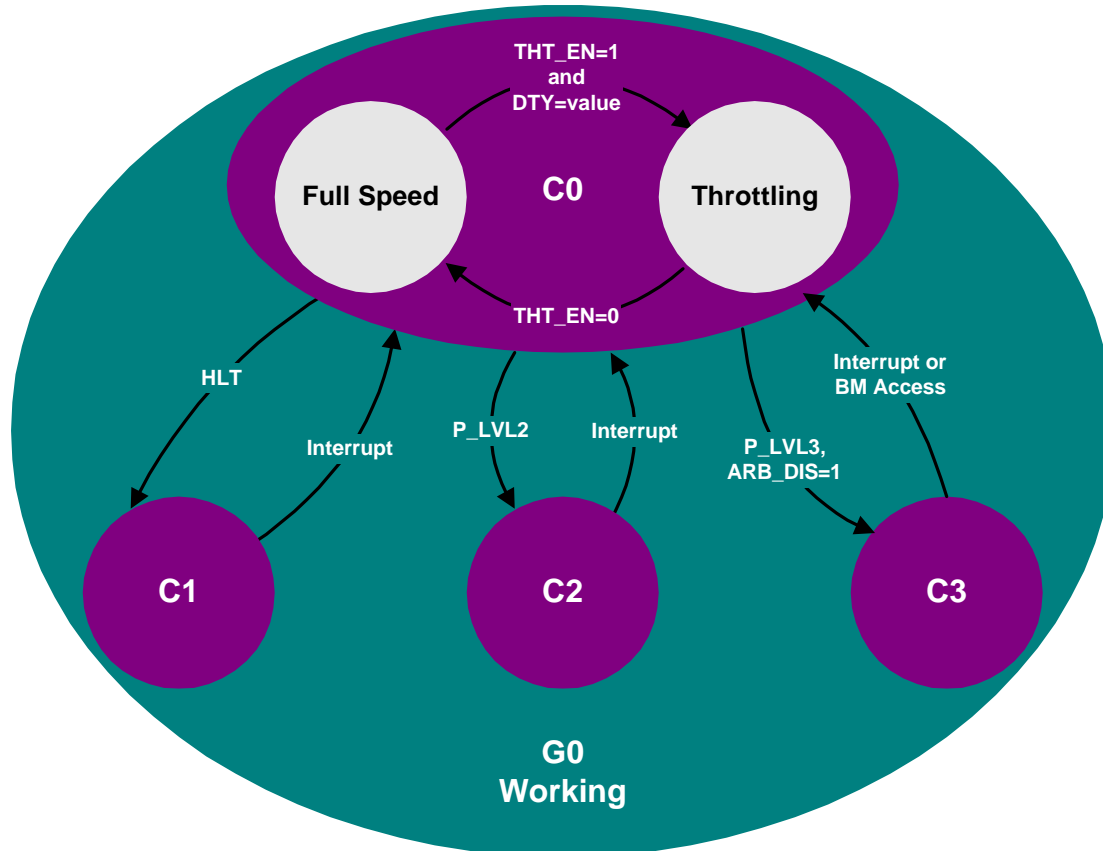 THT_EN=1
and
DTY=value
Full Speed
C0
Throttling
THT_EN=0
HLT
Interrupt
P_LVL2
Interrupt
P_LVL3,
ARB_DIS=1
Interrupt or
BM Access
C1
C2
C3
G0
Working